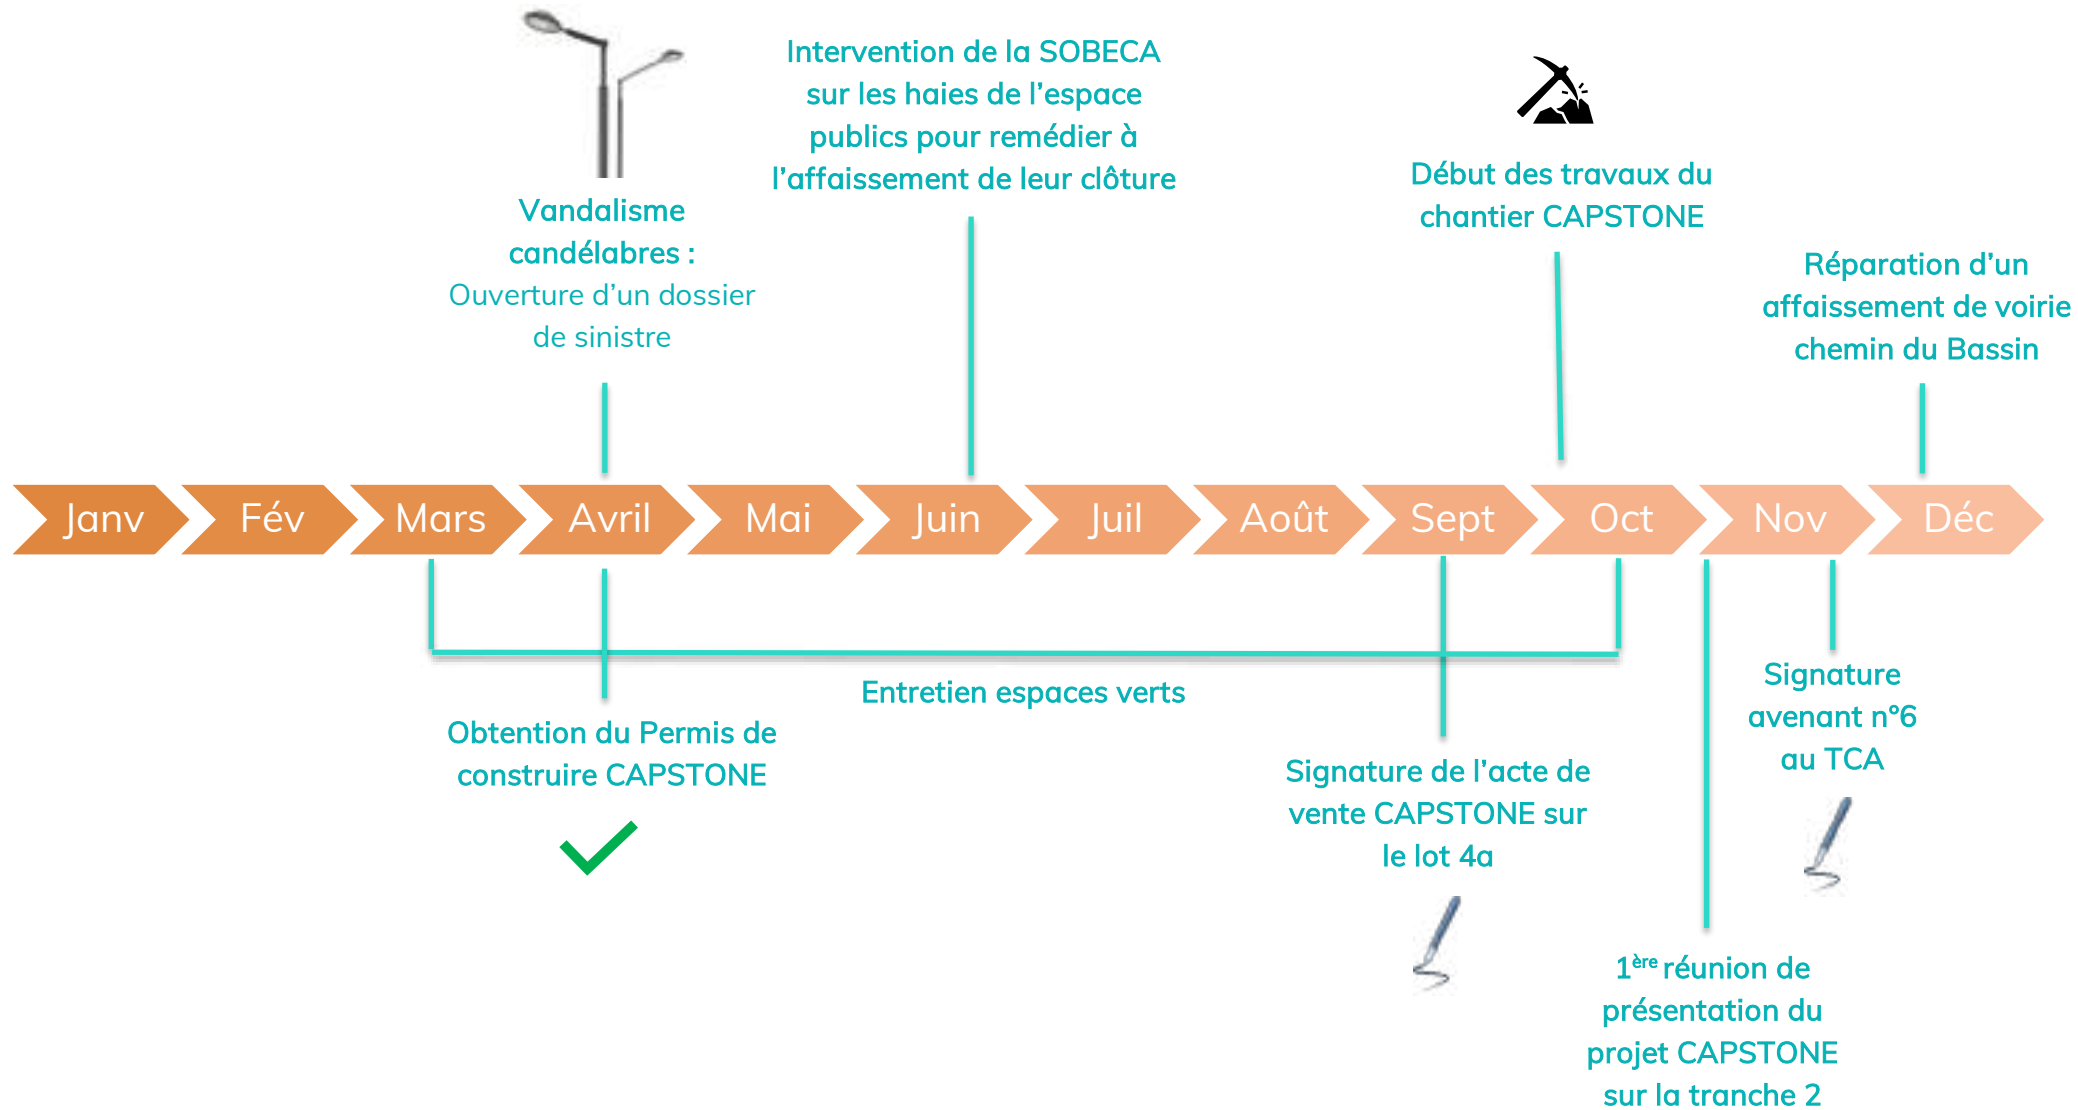 Intervention de la SOBECA
sur les haies de l’espace
publics pour remédier à
l’affaissement de leur clôture
Début des travaux du
chantier CAPSTONE
Vandalisme
candélabres :
Ouverture d’un dossier
de sinistre
Réparation d’un
affaissement de voirie
chemin du Bassin
Janv Fév Mars Avril Mai Juin Juil Août Sept Oct Nov Déc
Entretien espaces verts
Obtention du Permis de
construire CAPSTONE
Signature de l’acte de
vente CAPSTONE sur
le lot 4a
Signature
avenant n°6
au TCA
1ère réunion de
présentation du
projet CAPSTONE
sur la tranche 2